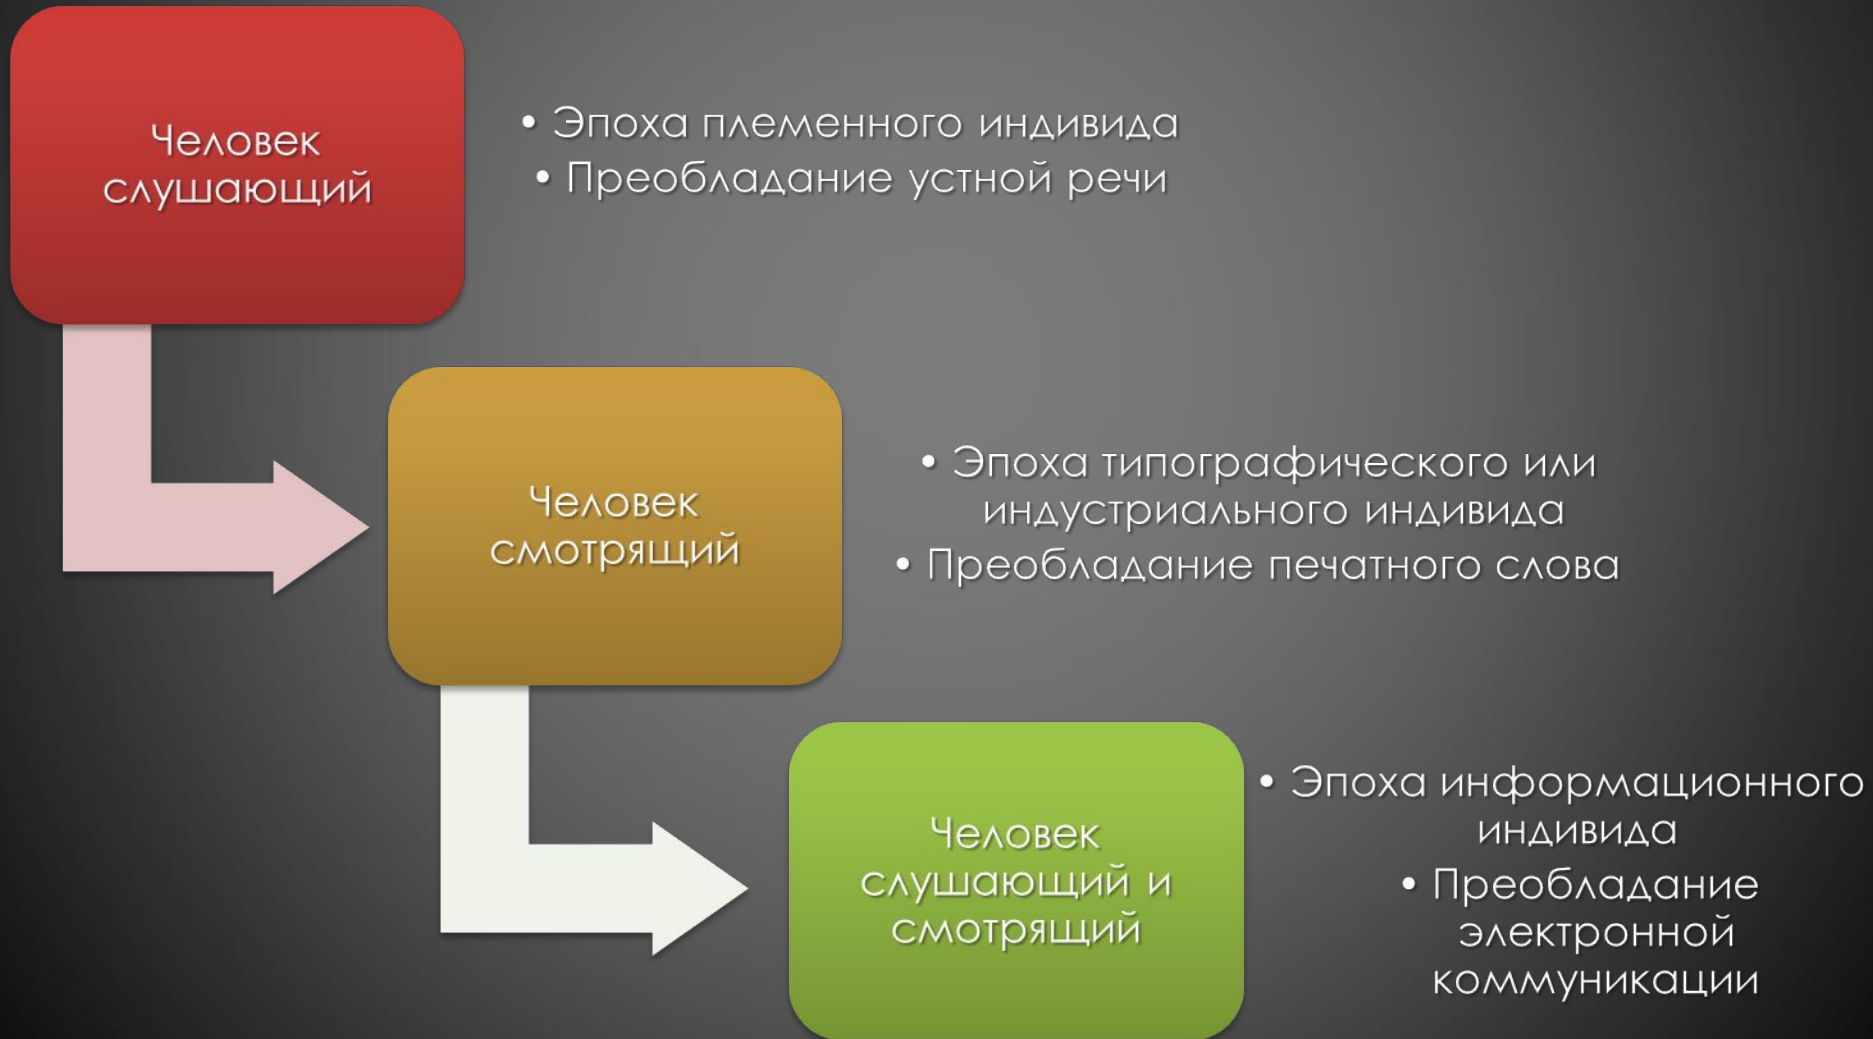 Человек
слушающий
• Эпоха племенного индивида
• Преобладание устной речи
Человек
смотрящий
• Эпоха типографического или
индустриального индивида
• Преобладание печатного слова
Человек
слушающий и
смотрящий
• Эпоха информационного
индивида
• Преобладание
электронной
коммуникации